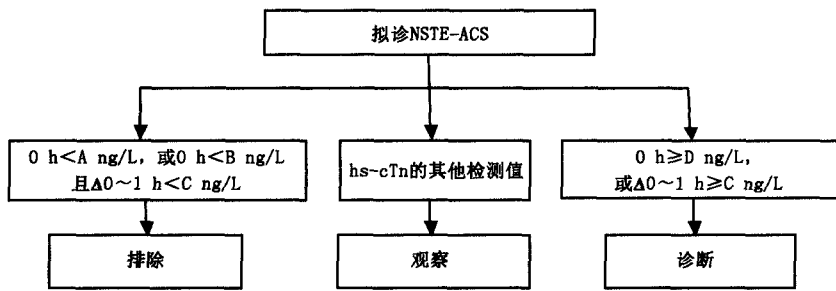 拟诊NSTE-ACS
0 h＜A ng/L，或0 h＜B ng/L
且Δ0～1 h＜C ng/L
hs-cTn的其他检测值
0 h≥D ng/L，
或Δ0～1 h≥C ng/L
排除
观察
诊断